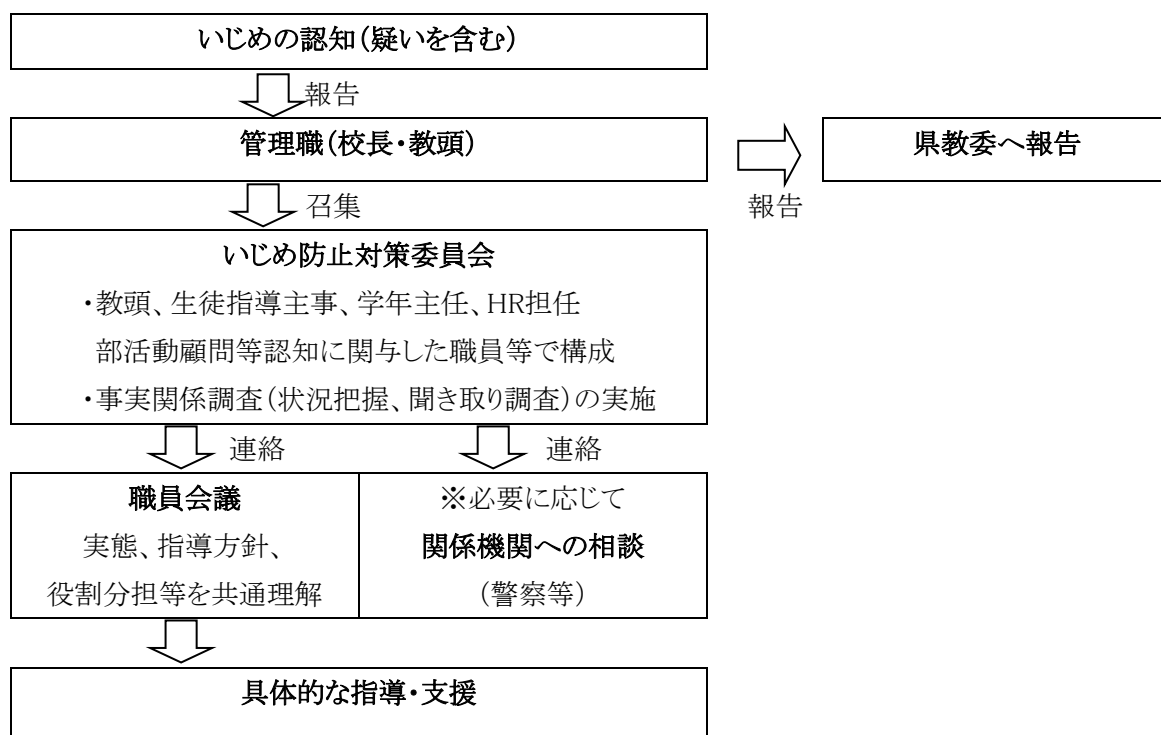 いじめの認知(疑いを含む)
報告
管理職(校長・教頭)
県教委へ報告
報告
召集
いじめ防止対策委員会
・教頭、生徒指導主事、学年主任、HR担任
部活動顧問等認知に関与した職員等で構成
・事実関係調査(状況把握、聞き取り調査)の実施
連絡
連絡
職員会議
実態、指導方針、
役割分担等を共通理解
※必要に応じて
関係機関への相談
(警察等)
具体的な指導・支援